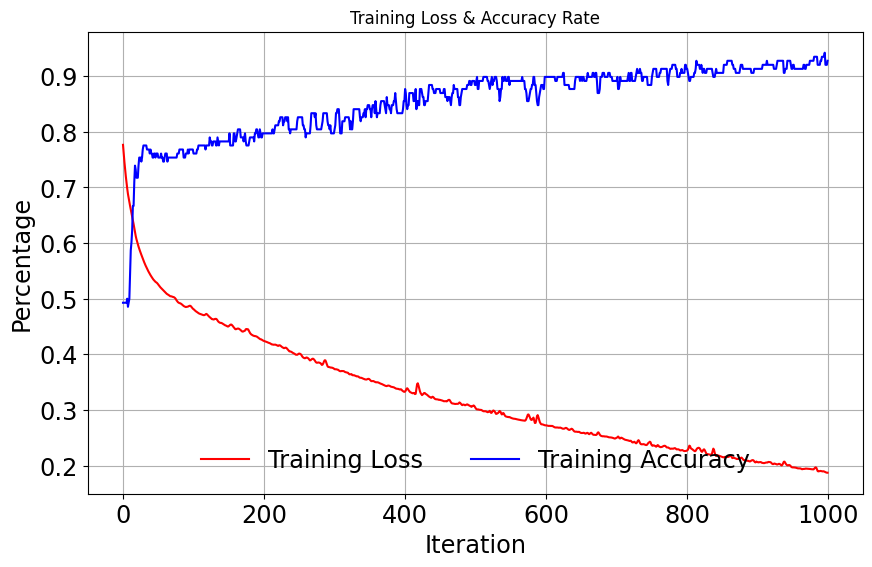 Training Loss & Accuracy Rate
Percentage
0.9
0.8
0.7
0.6
0.5
0.4
0.3
0.2
Training Loss
Training Accuracy
0
200
400
600
800
1000
Iteration